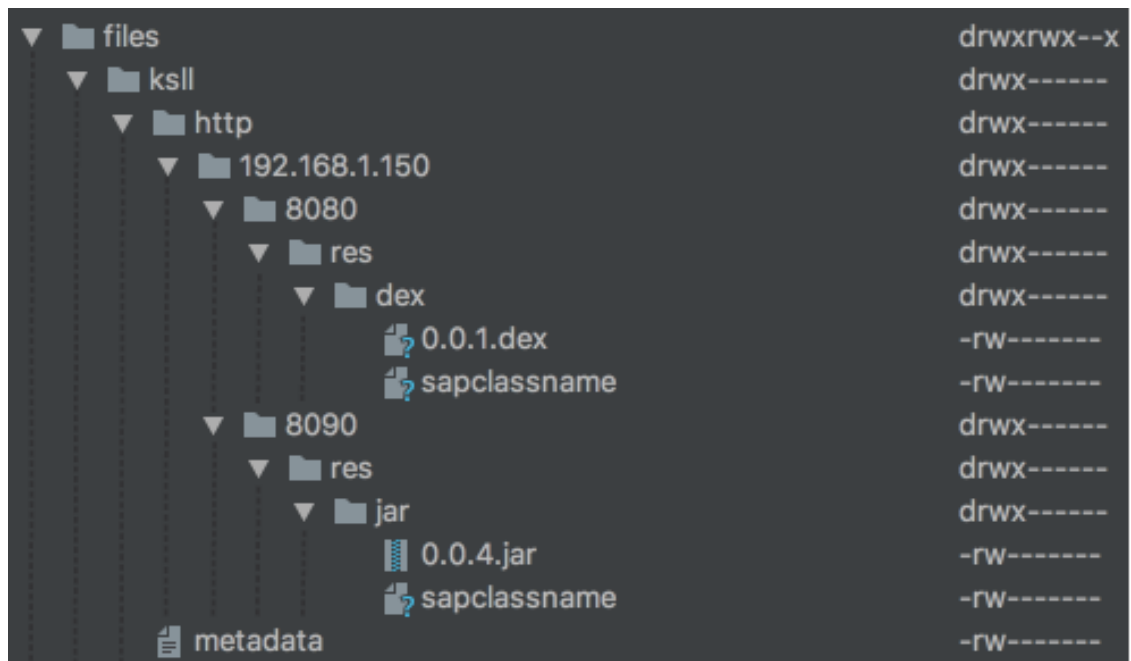 files drwxrwx--x
ksll drwx------
http drwx------
192.168.1.150 drwx------
8080 drwx------
res drwx------
dex drwx------
0.0.1.dex -rw-------
sapclassname -rw-------
8090 drwx------
res drwx------
jar drwx------
0.0.4.jar -rw-------
sapclassname -rw-------
metadata -rw-------